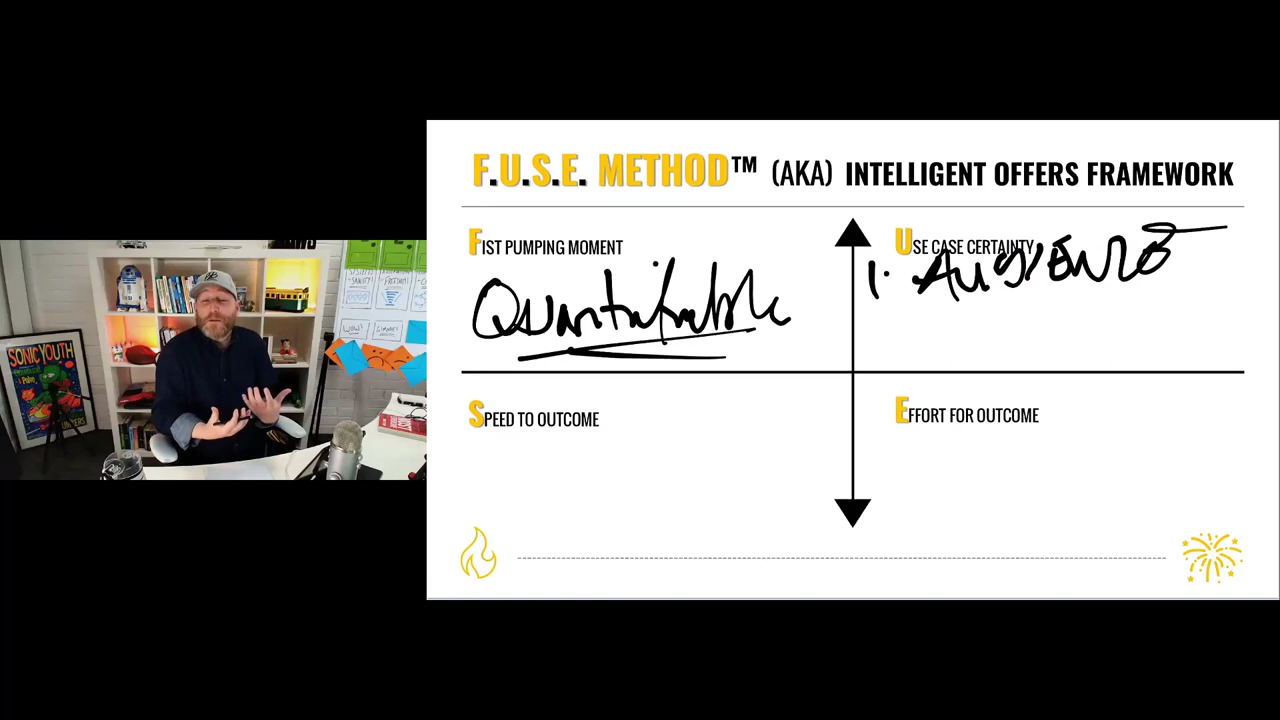 F.U.S.E. METHOD™ (AKA) INTELLIGENT OFFERS FRAMEWORK
FIST PUMPING MOMENT
Quantifiable
USE CASE CERTAINTY
1. AUDIENCE
SPEED TO OUTCOME
EFFORT FOR OUTCOME
SONIC YOUTH